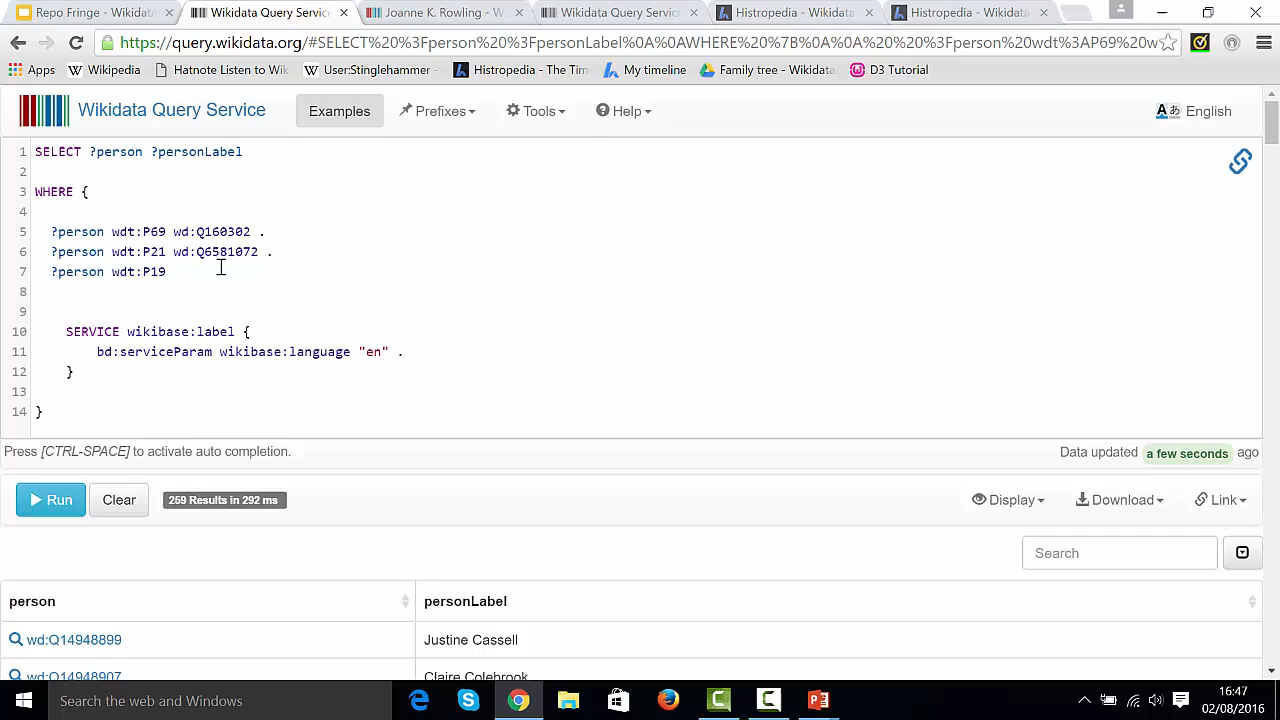 Repo Fringe - Wikidat
Wikidata Query Servic
Joanne K. Rowling - W
Wikidata Query Servic
Histropedia - Wikidat
Histropedia - Wikidat
https://query.wikidata.org/#SELECT%20%3Fperson%20%3FpersonLabel%0A%0AWHERE%20%7B%0A%0A%20%20%3Fperson%20wdt%3AP69%20w
Apps
Wikipedia
Hatnote Listen to Wik
User:Stinglehammer
Histropedia - The Tim
My timeline
Family tree - Wikidat
D3 Tutorial
Wikidata Query Service
Examples
Prefixes
Tools
Help
English
1 SELECT ?person ?personLabel
2
3 WHERE {
4
5 ?person wdt:P69 wd:Q160302 .
6 ?person wdt:P21 wd:Q6581072 .
7 ?person wdt:P19
8
9
10 SERVICE wikibase:label {
11 bd:serviceParam wikibase:language "en" .
12 }
13
14 }
Press [CTRL-SPACE] to activate auto completion.
Data updated a few seconds ago
Run
Clear
259 Results in 292 ms
Display
Download
Link
Search
person
personLabel
wd:Q14948899
Justine Cassell
wd:Q14948907
Claire Colebrook
Search the web and Windows
16:47
02/08/2016